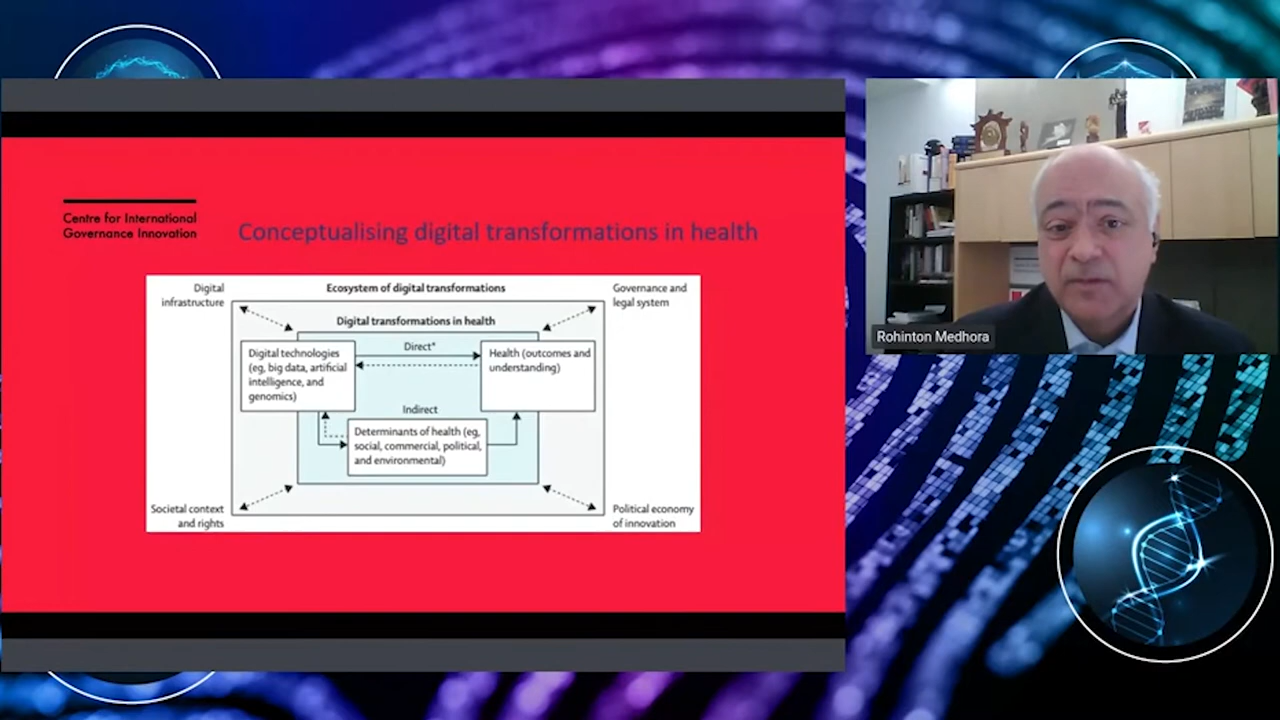 Centre for International
Governance Innovation
Conceptualising digital transformations in health
Digital
infrastructure
Ecosystem of digital transformations
Governance and
legal system
Digital transformations in health
Digital technologies
(eg, big data, artificial
intelligence, and
genomics)
Direct*
Health (outcomes and
understanding)
Indirect
Determinants of health (eg,
social, commercial, political,
and environmental)
Societal context
and rights
Political economy
of innovation
Rohinton Medhora